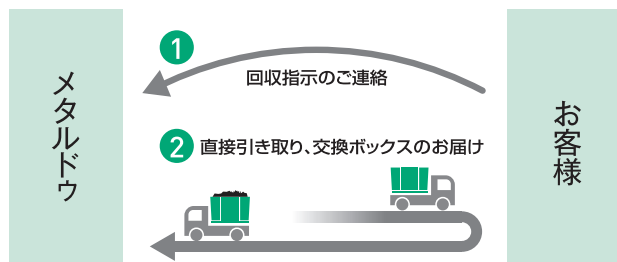 メタルドゥ
1
回収指示のご連絡
2 直接引き取り、交換ボックスのお届け
お客様